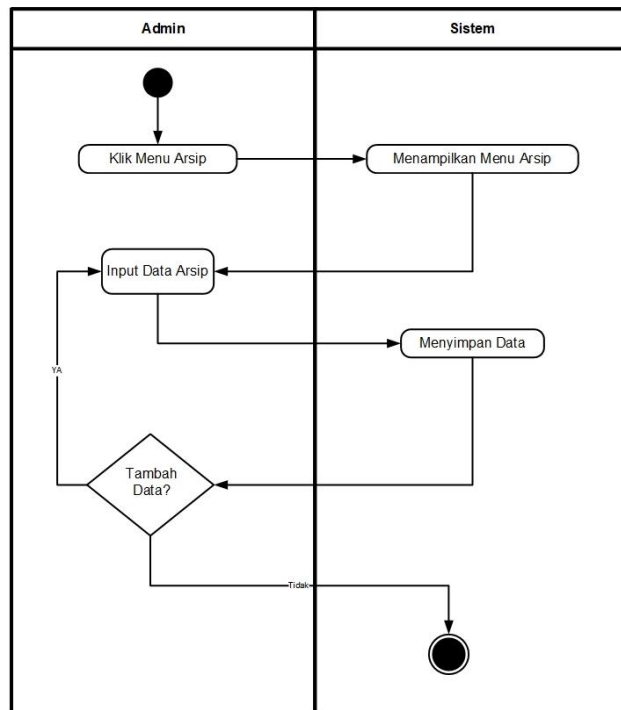 Admin
Sistem
Klik Menu Arsip
Menampilkan Menu Arsip
Input Data Arsip
Menyimpan Data
YA
Tambah
Data?
Tidak